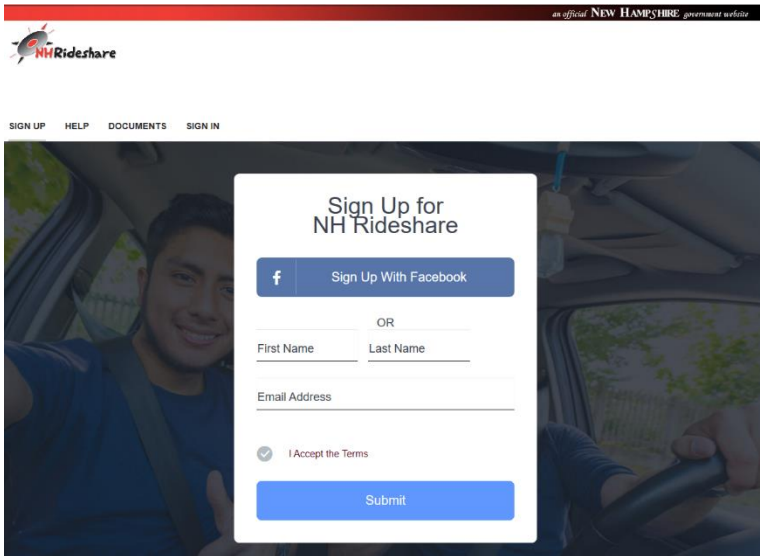 an official NEW HAMPSHIRE government website
NHRideshare
SIGN UP HELP DOCUMENTS SIGN IN
Sign Up for
NH Rideshare
f Sign Up With Facebook
OR
First Name Last Name
Email Address
I Accept the Terms
Submit